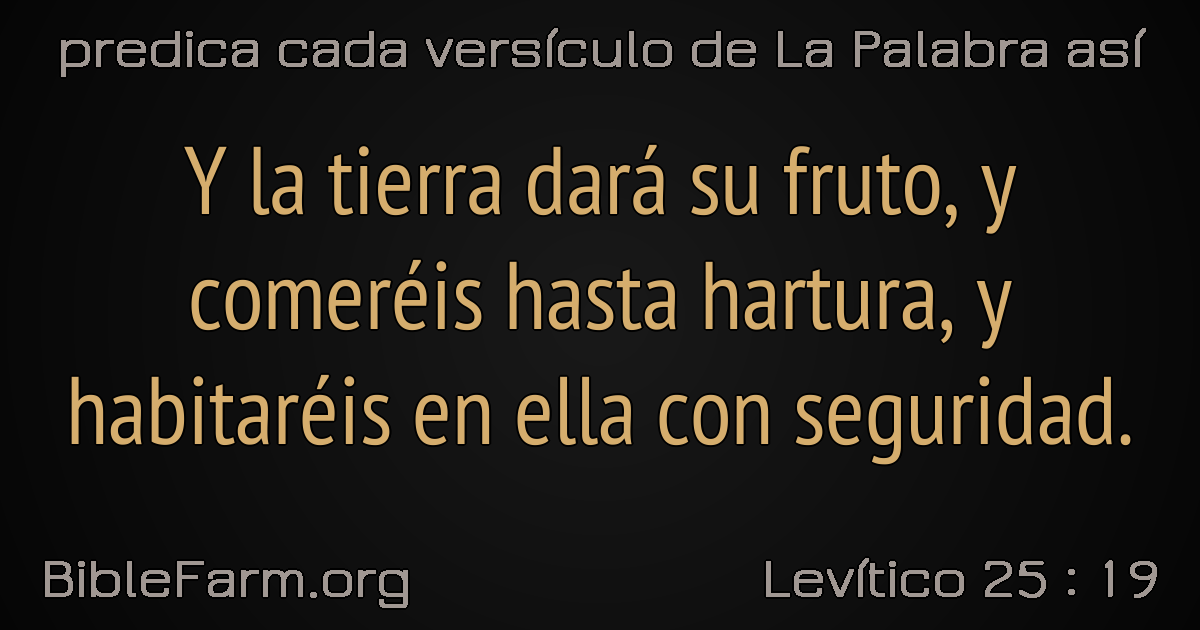 predica cada versículo de La Palabra así
Y la tierra dará su fruto, y
comeréis hasta hartura, y
habitaréis en ella con seguridad.
BibleFarm.org
Levítico 25 : 19